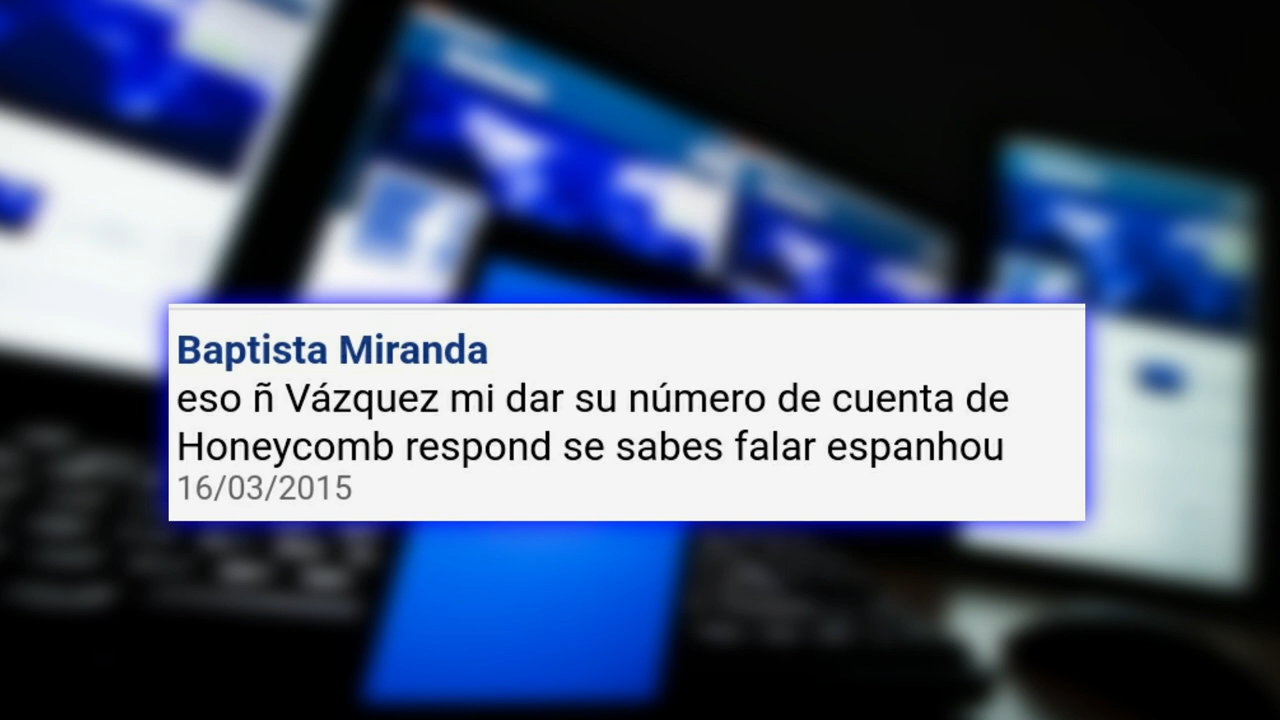 Baptista Miranda
eso ñ Vázquez mi dar su número de cuenta de
Honeycomb respond se sabes falar espanhou
16/03/2015